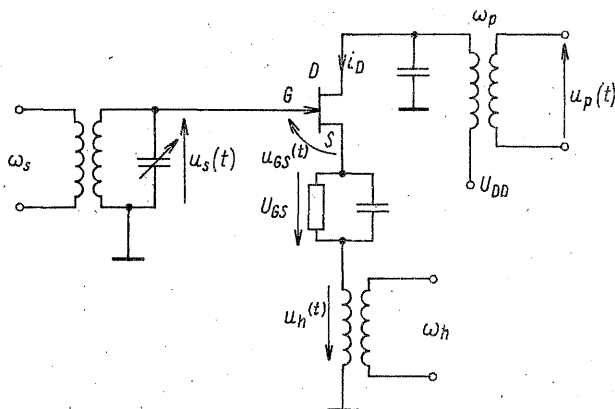 ω_p
D
i_D
G
u_p(t)
ω_s
u_s(t)
S
u_GS(t)
U_GS
U_DD
u_h(t)
ω_h